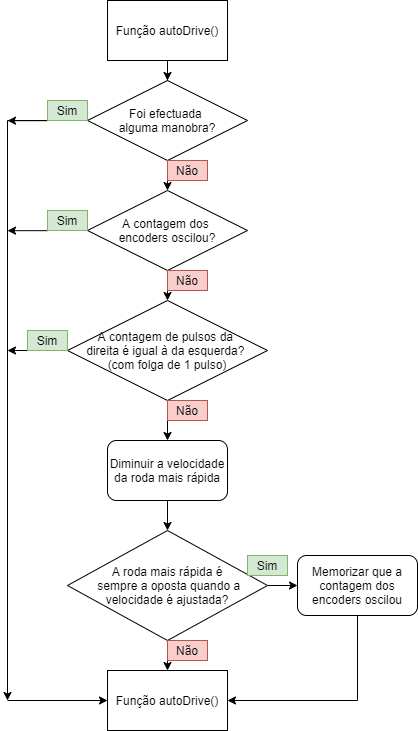 Função autoDrive()
Sim
Foi efectuada
alguma manobra?
Não
Sim
A contagem dos
encoders oscilou?
Não
Sim
A contagem de pulsos da
direita é igual à da esquerda?
(com folga de 1 pulso)
Não
Diminuir a velocidade
da roda mais rápida
A roda mais rápida é
sempre a oposta quando a
velocidade é ajustada?
Sim
Memorizar que a
contagem dos
encoders oscilou
Não
Função autoDrive()